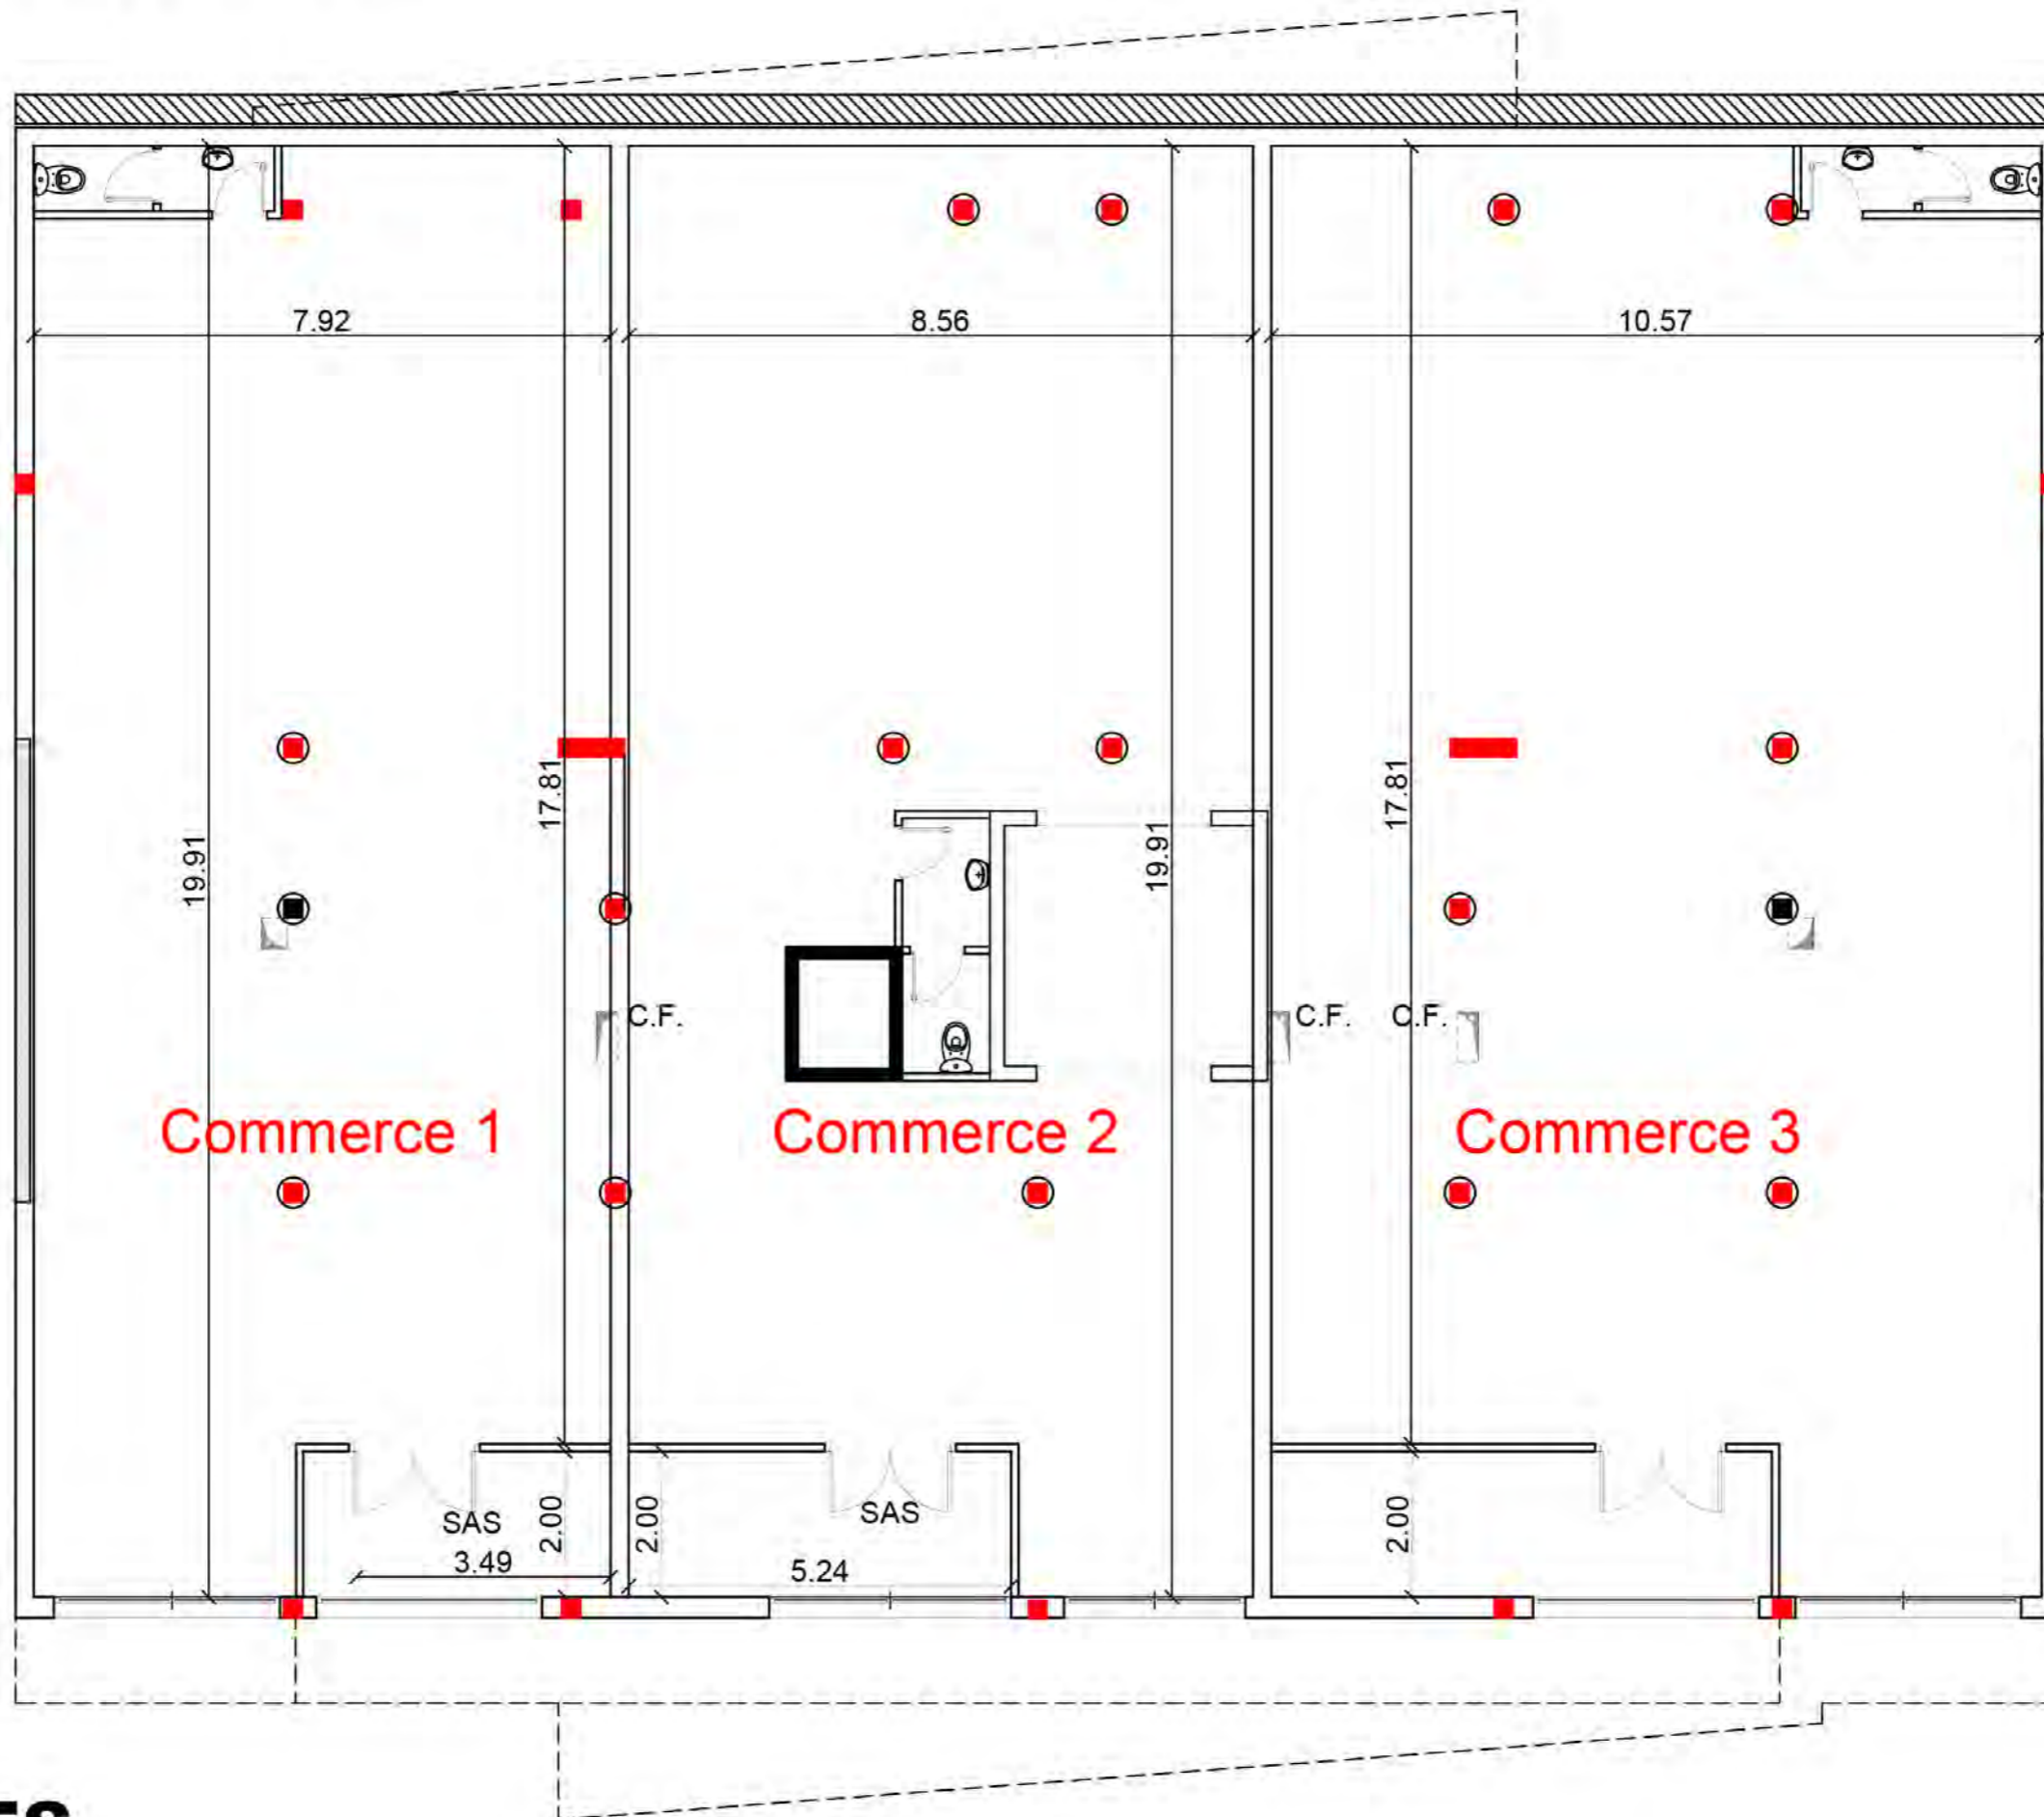 7.92
8.56
10.57
17.81
17.81
19.91
19.91
C.F.
C.F.
C.F.
Commerce 1
Commerce 2
Commerce 3
SAS
SAS
2.00
2.00
2.00
3.49
5.24